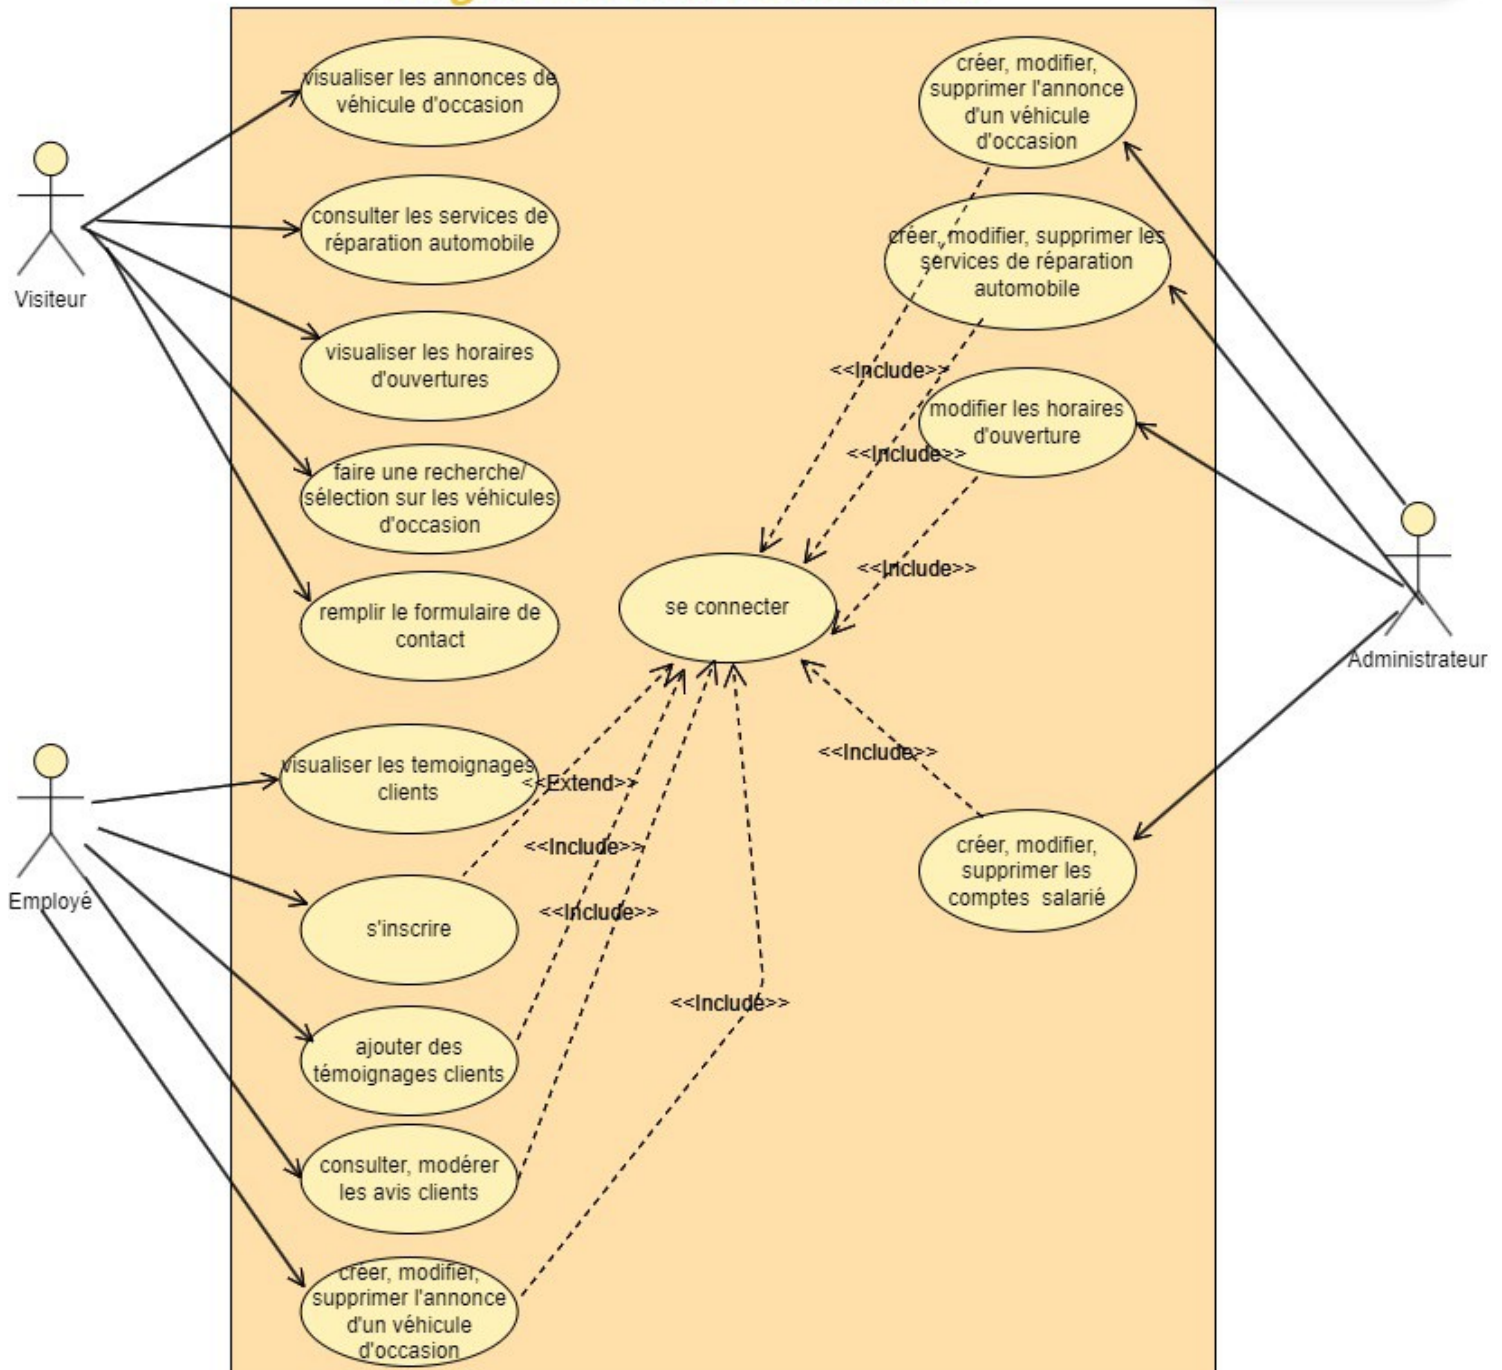 visualiser les annonces de
véhicule d'occasion
consulter les services de
réparation automobile
visualiser les horaires
d'ouvertures
faire une recherche/
sélection sur les véhicules
d'occasion
remplir le formulaire de
contact
Visiteur
créer, modifier,
supprimer l'annonce
d'un véhicule
d'occasion
créer, modifier, supprimer les
services de réparation
automobile
<<Include>>
modifier les horaires
d'ouverture
<<Include>>
<<Include>>
se connecter
Administrateur
<<Include>>
créer, modifier,
supprimer les
comptes salarié
visualiser les temoignages
clients
<<Extend>>
<<Include>>
Employé
s'inscrire
<<Include>>
<<Include>>
ajouter des
témoignages clients
consulter, modérer
les avis clients
créer, modifier,
supprimer l'annonce
d'un véhicule
d'occasion